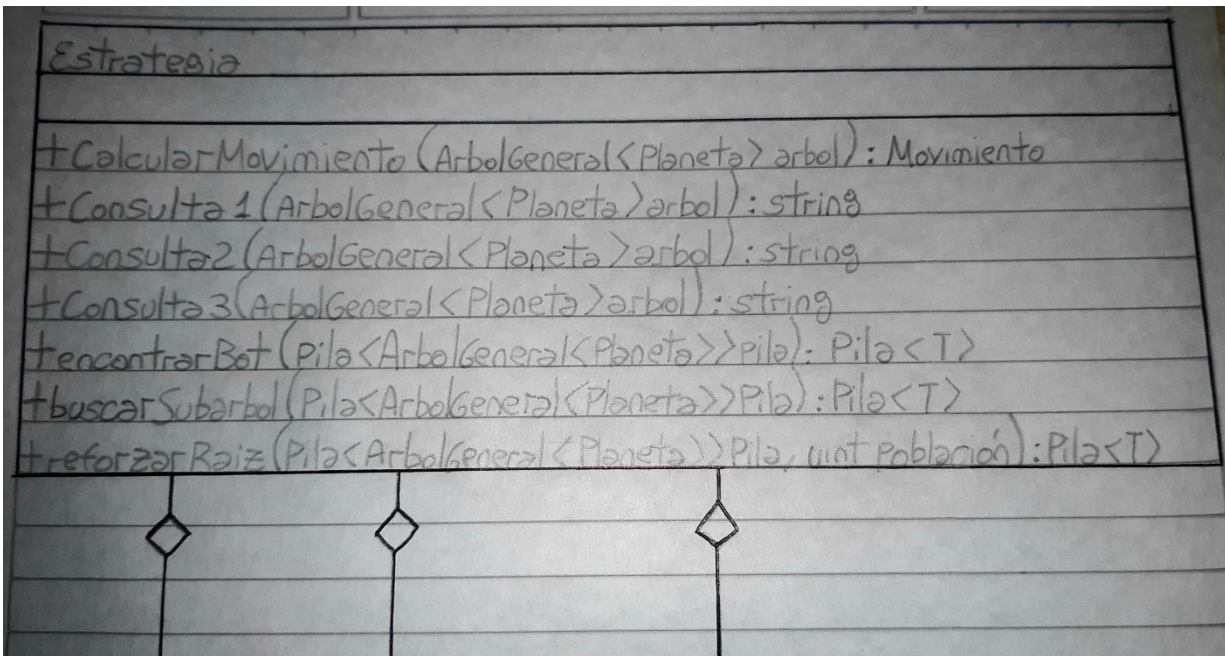 Estrategia
+CalcularMovimiento(ArbolGeneral<Planeta> arbol): Movimiento
+Consulta1(ArbolGeneral<Planeta> arbol): string
+Consulta2(ArbolGeneral<Planeta> arbol): string
+Consulta3(ArbolGeneral<Planeta> arbol): string
+encontrarBot(Pila<ArbolGeneral<Planeta>> Pila): Pila<T>
+buscarSubarbol(Pila<ArbolGeneral<Planeta>> Pila): Pila<T>
+reforzarRaiz(Pila<ArbolGeneral<Planeta>> Pila, uint Población): Pila<T>